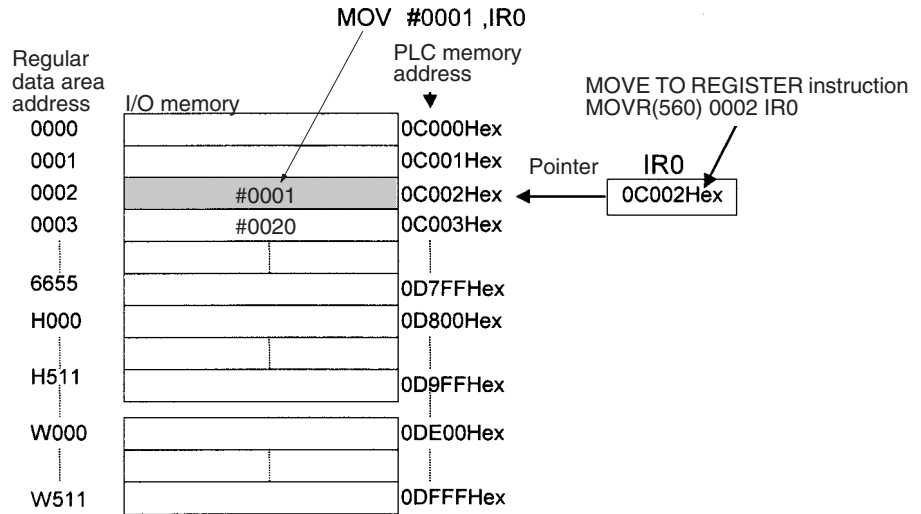 MOV #0001 ,IR0
Regular
data area
address
I/O memory
PLC memory
address
MOVE TO REGISTER instruction
MOVR(560) 0002 IR0
0000 0C000Hex
0001 0C001Hex
Pointer IR0
0002 #0001 0C002Hex 0C002Hex
0003 #0020 0C003Hex
6655 0D7FFHex
H000 0D800Hex
H511 0D9FFHex
W000 0DE00Hex
W511 0DFFFHex